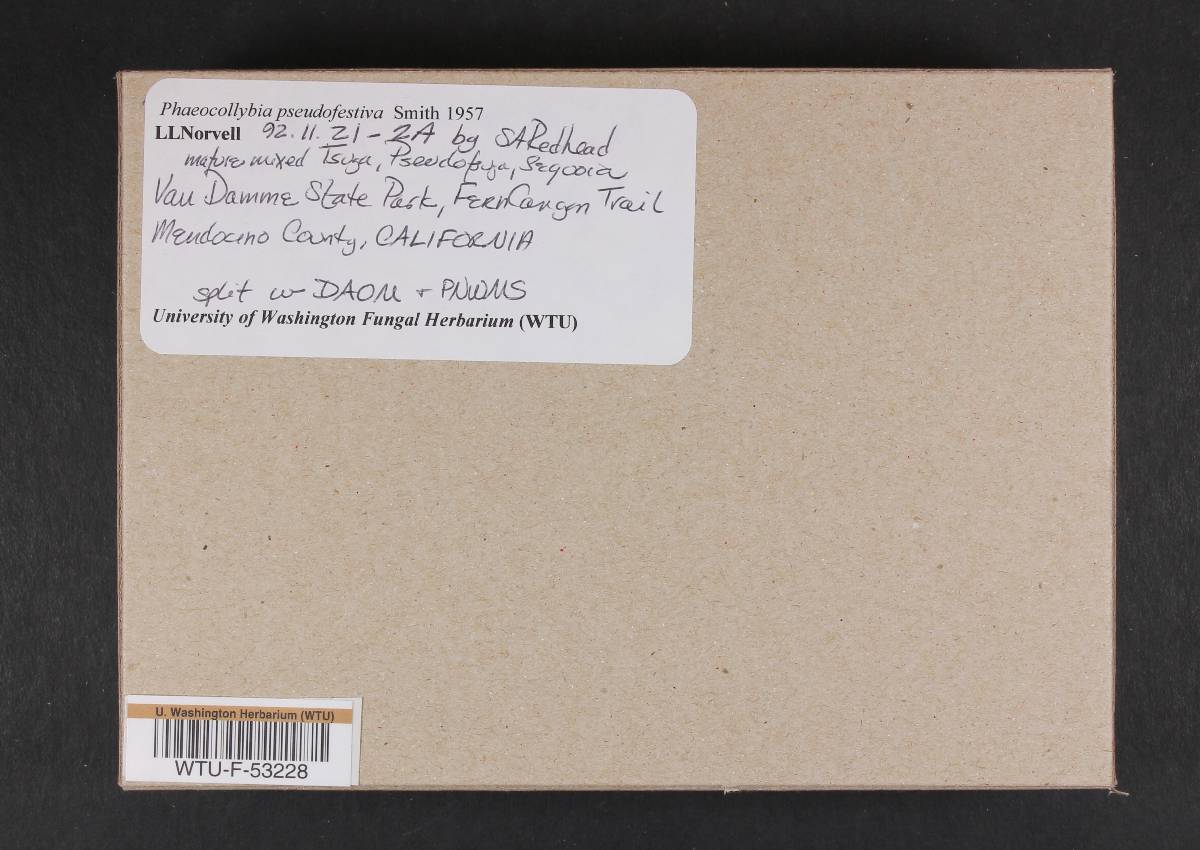 Phaeocollybia pseudofestiva Smith 1957
LLNorvell 92.11.21-2A by SARedhead
mature mixed Tsuga, Pseudotsuga, Sequoia
Van Damme State Park, Fern Canyon Trail
Mendocino County, CALIFORNIA
split w DAOM + PNWMS
University of Washington Fungal Herbarium (WTU)
U. Washington Herbarium (WTU)
WTU-F-53228